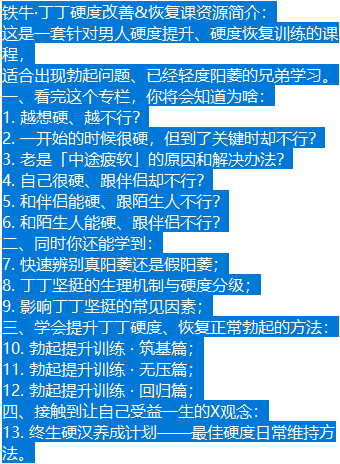 铁牛·丁丁硬度改善&恢复课资源简介：
这是一套针对男人硬度提升、硬度恢复训练的课
程，
适合出现勃起问题、已经轻度阳萎的兄弟学习。
一、看完这个专栏，你将会知道为啥：
1. 越想硬、越不行？
2. 一开始的时候很硬，但到了关键时却不行？
3. 老是「中途疲软」的原因和解决办法？
4. 自己很硬、跟伴侣却不行？
5. 和伴侣能硬、跟陌生人不行？
6. 和陌生人能硬、跟伴侣不行？
二、同时你还能学到：
7. 快速辨别真阳萎还是假阳萎；
8. 丁丁坚挺的生理机制与硬度分级；
9. 影响丁丁坚挺的常见因素；
三、学会提升丁丁硬度、恢复正常勃起的方法：
10. 勃起提升训练 · 筑基篇；
11. 勃起提升训练 · 无压篇；
12. 勃起提升训练 · 回归篇；
四、接触到让自己受益一生的X观念：
13. 终生硬汉养成计划——最佳硬度日常维持方
法。